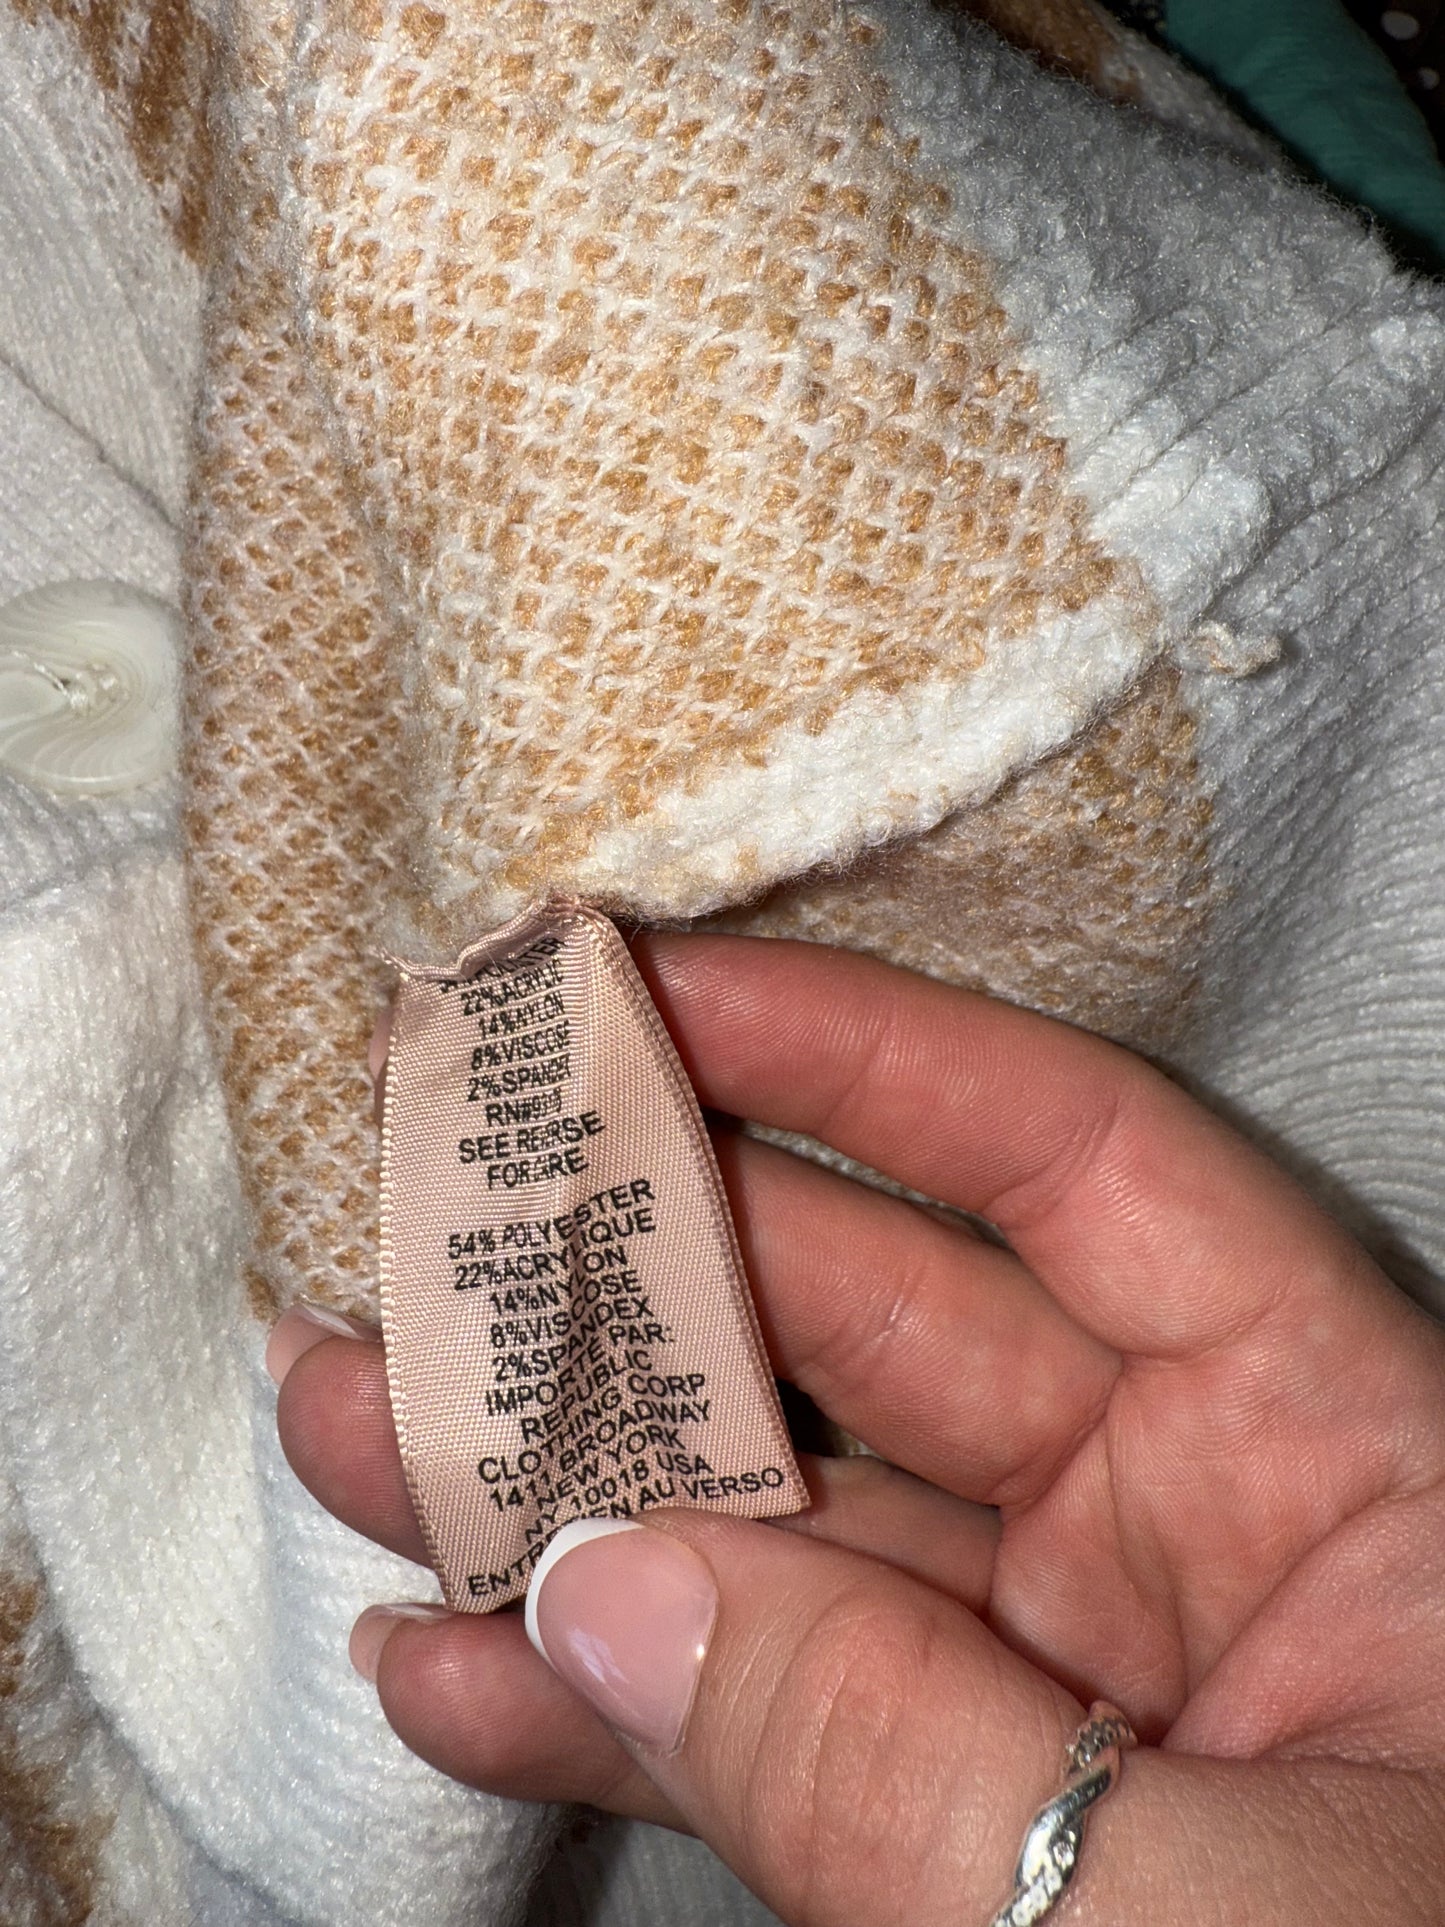 22%ACRYLIC
14%NYLON
8%VISCOSE
2%SPANDEX
SEE REVERSE
FOR CARE
54% POLYESTER
22%ACRYLIQUE
14%NYLON
8%VISCOSE
2%SPANDEX
IMPORTÉ PAR:
REPUBLIC
CLOTHING CORP
1411 BROADWAY
NEW YORK
NY 10018 USA
ENTRETIEN AU VERSO